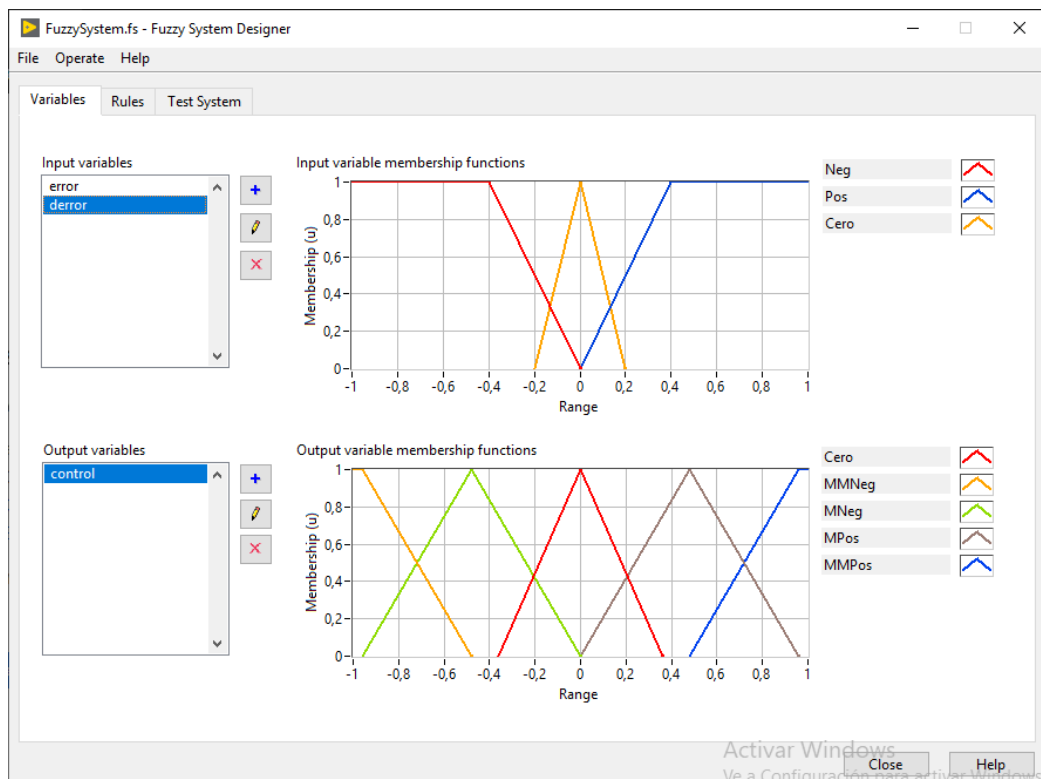 FuzzySystem.fs - Fuzzy System Designer
File Operate Help
Variables Rules Test System
Input variables
error
derror
Input variable membership functions
Membership (u)
1
0,8
0,6
0,4
0,2
0
-1 -0,8 -0,6 -0,4 -0,2 0 0,2 0,4 0,6 0,8 1
Range
Neg
Pos
Cero
Output variables
control
Output variable membership functions
Membership (u)
1
0,8
0,6
0,4
0,2
0
-1 -0,8 -0,6 -0,4 -0,2 0 0,2 0,4 0,6 0,8 1
Range
Cero
MMNeg
MNeg
MPos
MMPos
Activar Windows
Ve a Configuración para activar Windows
Close Help